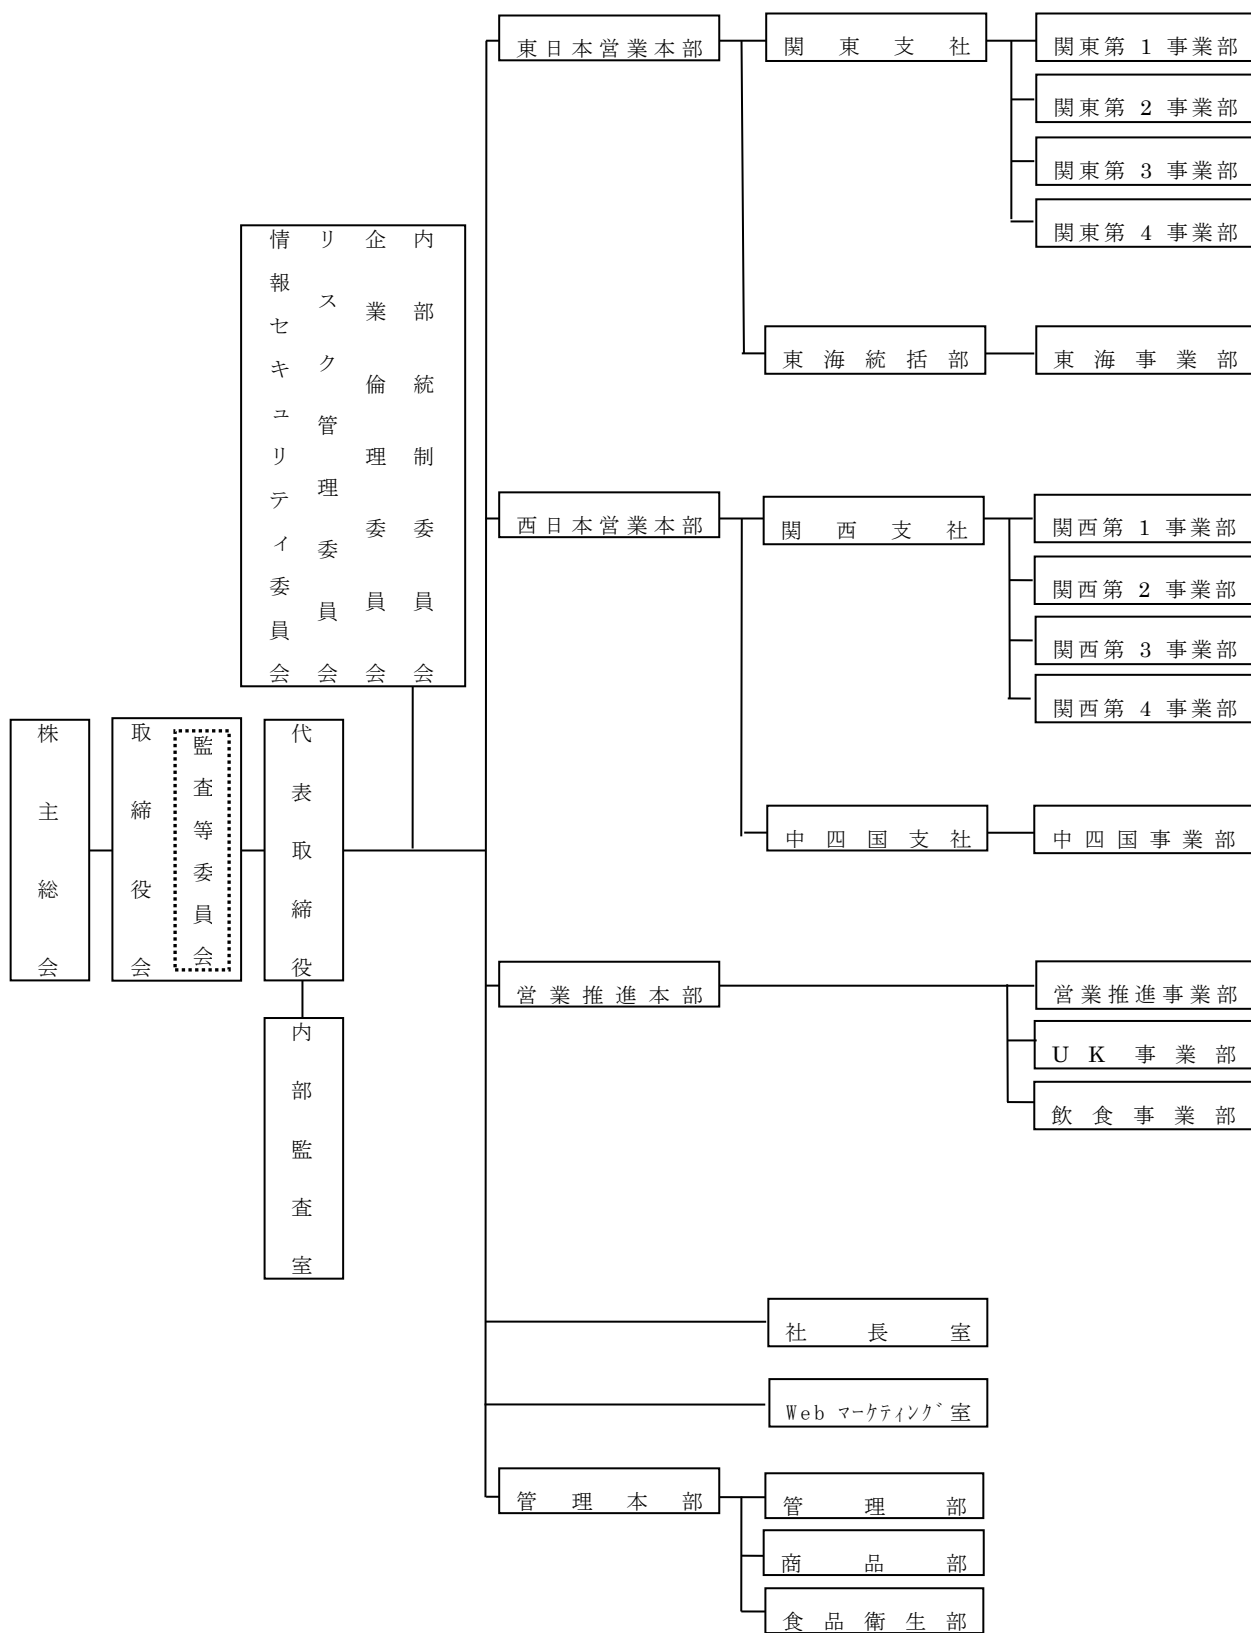 株主総会
取締役会
監査等委員会
代表取締役
内部監査室
内部統制委員会
企業倫理委員会
リスク管理委員会
情報セキュリティ委員会
東日本営業本部
関東支社
関東第1事業部
関東第2事業部
関東第3事業部
関東第4事業部
東海統括部
東海事業部
西日本営業本部
関西支社
関西第1事業部
関西第2事業部
関西第3事業部
関西第4事業部
中四国支社
中四国事業部
営業推進本部
営業推進事業部
UK事業部
飲食事業部
社長室
Webマーケティング室
管理本部
管理部
商品部
食品衛生部